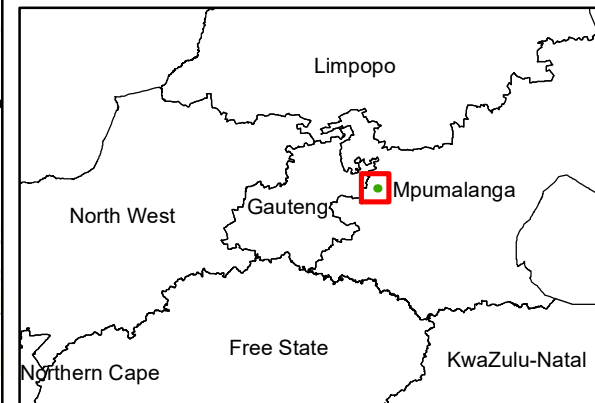 Limpopo
Mpumalanga
Gauteng
North West
Free State
KwaZulu-Natal
Northern Cape